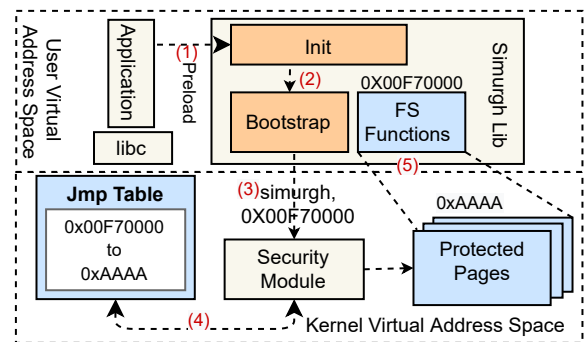 User Virtual
Address Space
Application
libc
(1)
Preload
Init
(2)
Bootstrap
0X00F70000
FS
Functions
Simurgh Lib
(5)
Jmp Table
0x00F70000
to
0xAAAA
(3)
simurgh,
0X00F70000
Security
Module
0xAAAA
Protected
Pages
(4)
Kernel Virtual Address Space